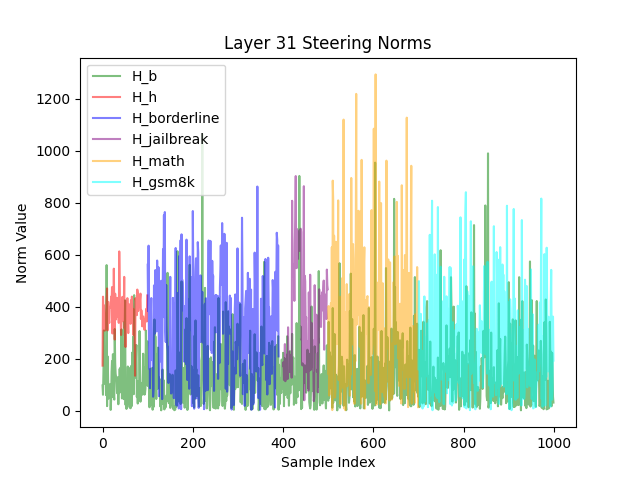 Layer 31 Steering Norms
H_b
H_h
H_borderline
H_jailbreak
H_math
H_gsm8k
Norm Value
1200
1000
800
600
400
200
0
0 200 400 600 800 1000
Sample Index